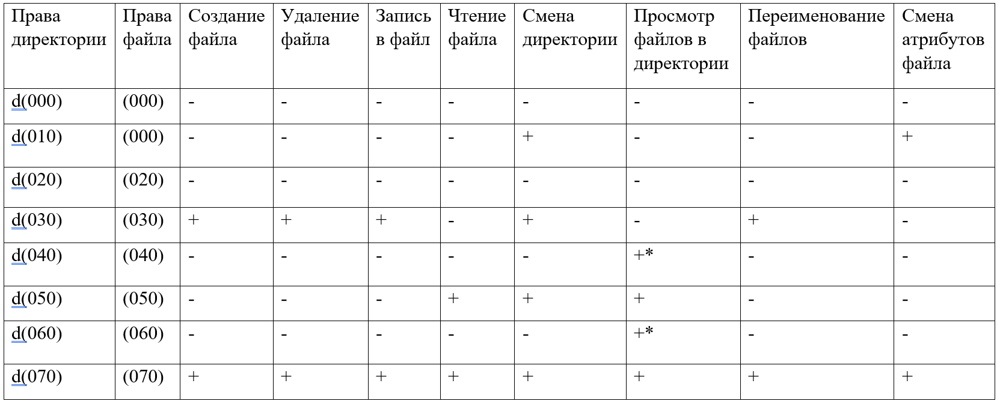 Права директории | Права файла | Создание файла | Удаление файла | Запись в файл | Чтение файла | Смена директории | Просмотр файлов в директории | Переименование файлов | Смена атрибутов файла
d(000) | (000) | - | - | - | - | - | - | - | -
d(010) | (000) | - | - | - | - | + | - | - | +
d(020) | (020) | - | - | - | - | - | - | - | -
d(030) | (030) | + | + | + | - | + | - | + | -
d(040) | (040) | - | - | - | - | - | +* | - | -
d(050) | (050) | - | - | - | + | + | + | - | -
d(060) | (060) | - | - | - | - | - | +* | - | -
d(070) | (070) | + | + | + | + | + | + | + | +